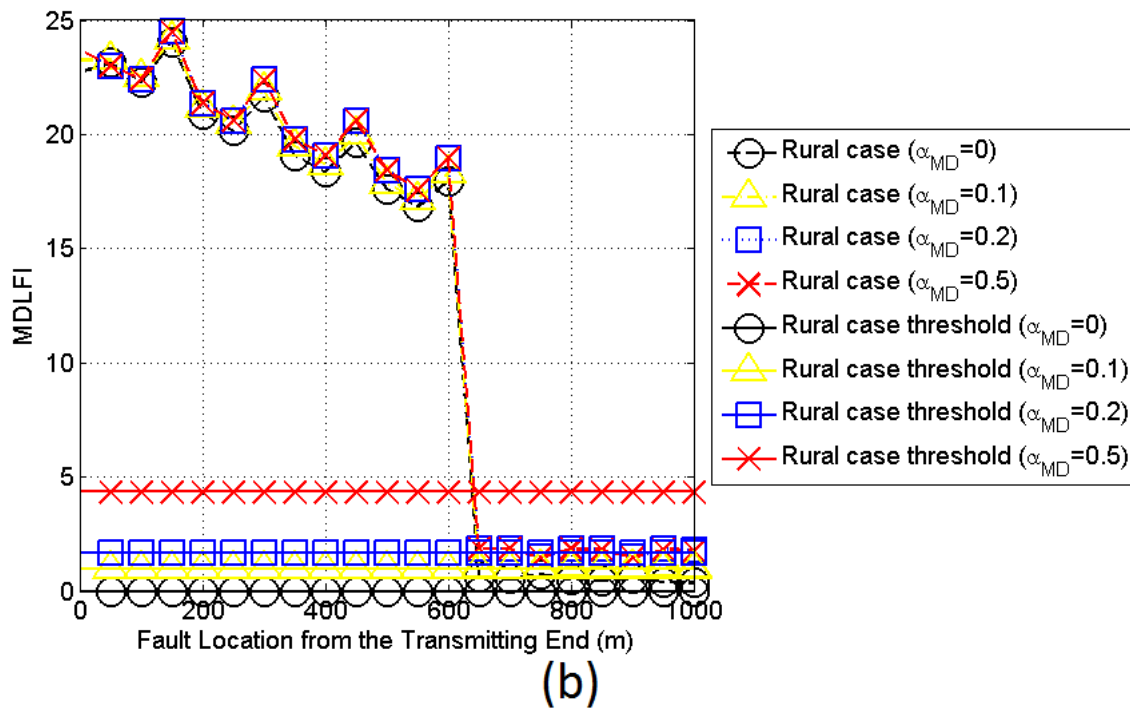 25
20
15
10
5
0
MDLFI
0 200 400 600 800 1000
Fault Location from the Transmitting End (m)
Rural case (αMD=0)
Rural case (αMD=0.1)
Rural case (αMD=0.2)
Rural case (αMD=0.5)
Rural case threshold (αMD=0)
Rural case threshold (αMD=0.1)
Rural case threshold (αMD=0.2)
Rural case threshold (αMD=0.5)
(b)